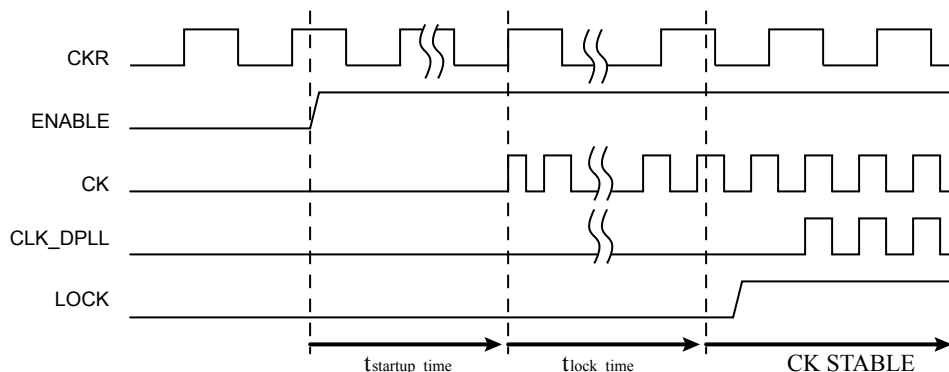 CKR
ENABLE
CK
CLK_DPLL
LOCK
tstartup_time tlock_time CK STABLE